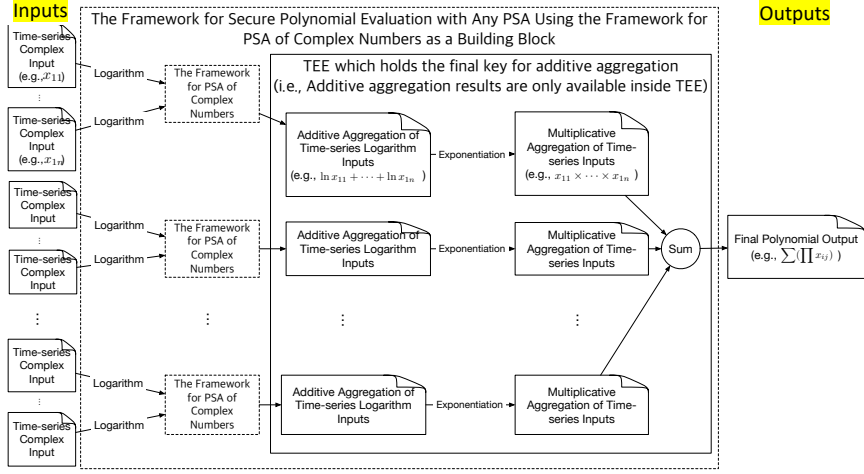 Inputs
Outputs
The Framework for Secure Polynomial Evaluation with Any PSA Using the Framework for
PSA of Complex Numbers as a Building Block
TEE which holds the final key for additive aggregation
(i.e., Additive aggregation results are only available inside TEE)
Time-series
Complex
Input
(e.g., x₁₁)
⋮
Time-series
Complex
Input
(e.g., x₁ₙ)
Logarithm
Logarithm
The Framework
for PSA of
Complex
Numbers
Additive Aggregation of
Time-series Logarithm
Inputs
(e.g., ln x₁₁ + ··· + ln x₁ₙ )
Exponentiation
Multiplicative
Aggregation of Time-
series Inputs
(e.g., x₁₁ × ··· × x₁ₙ )
Time-series
Complex
Input
⋮
Time-series
Complex
Input
Logarithm
Logarithm
The Framework
for PSA of
Complex
Numbers
Additive Aggregation of
Time-series Logarithm
Inputs
Exponentiation
Multiplicative
Aggregation of Time-
series Inputs
Sum
Final Polynomial Output
(e.g., ∑(∏ xᵢⱼ) )
⋮
⋮
⋮
⋮
Time-series
Complex
Input
⋮
Time-series
Complex
Input
Logarithm
Logarithm
The Framework
for PSA of
Complex
Numbers
Additive Aggregation of
Time-series Logarithm
Inputs
Exponentiation
Multiplicative
Aggregation of Time-
series Inputs